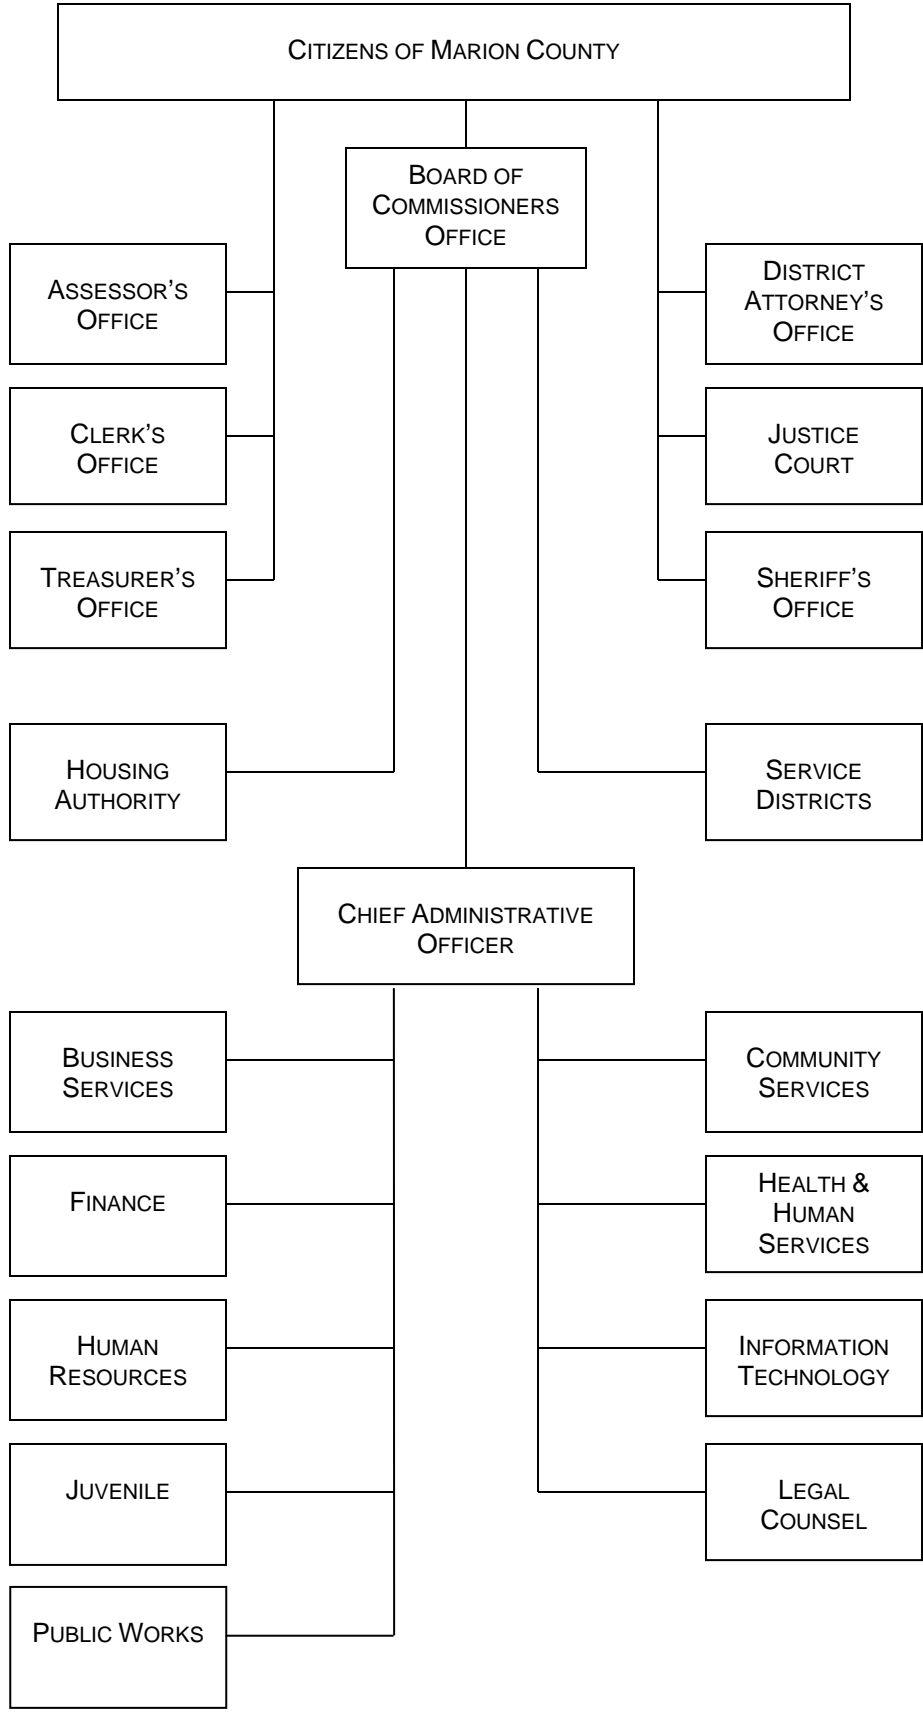 CITIZENS OF MARION COUNTY
BOARD OF
COMMISSIONERS
OFFICE
ASSESSOR’S
OFFICE
DISTRICT
ATTORNEY’S
OFFICE
CLERK’S
OFFICE
JUSTICE
COURT
TREASURER’S
OFFICE
SHERIFF’S
OFFICE
HOUSING
AUTHORITY
SERVICE
DISTRICTS
CHIEF ADMINISTRATIVE
OFFICER
BUSINESS
SERVICES
COMMUNITY
SERVICES
FINANCE
HEALTH &
HUMAN
SERVICES
HUMAN
RESOURCES
INFORMATION
TECHNOLOGY
JUVENILE
LEGAL
COUNSEL
PUBLIC WORKS